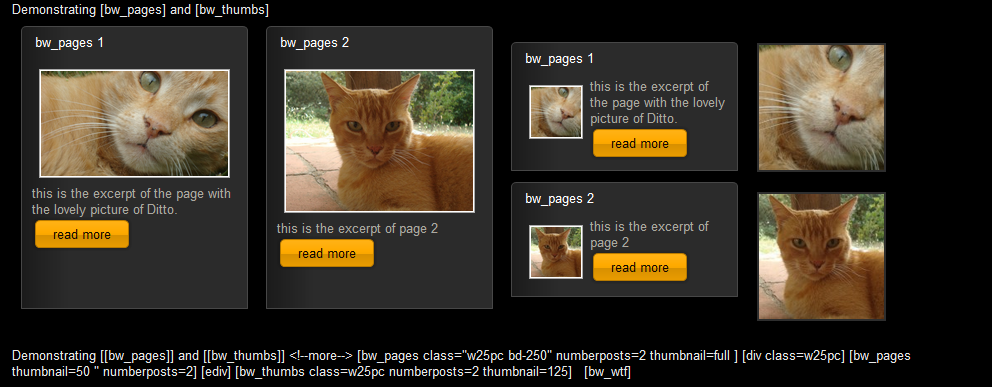 Demonstrating [bw_pages] and [bw_thumbs]
bw_pages 1
this is the excerpt of the page with
the lovely picture of Ditto.
read more
bw_pages 2
this is the excerpt of page 2
read more
bw_pages 1
this is the excerpt of
the page with the lovely
picture of Ditto.
read more
bw_pages 2
this is the excerpt of
page 2
read more
Demonstrating [[bw_pages]] and [[bw_thumbs]] <!--more--> [bw_pages class="w25pc bd-250" numberposts=2 thumbnail=full ] [div class=w25pc] [bw_pages
thumbnail=50 " numberposts=2] [ediv] [bw_thumbs class=w25pc numberposts=2 thumbnail=125] [bw_wtf]